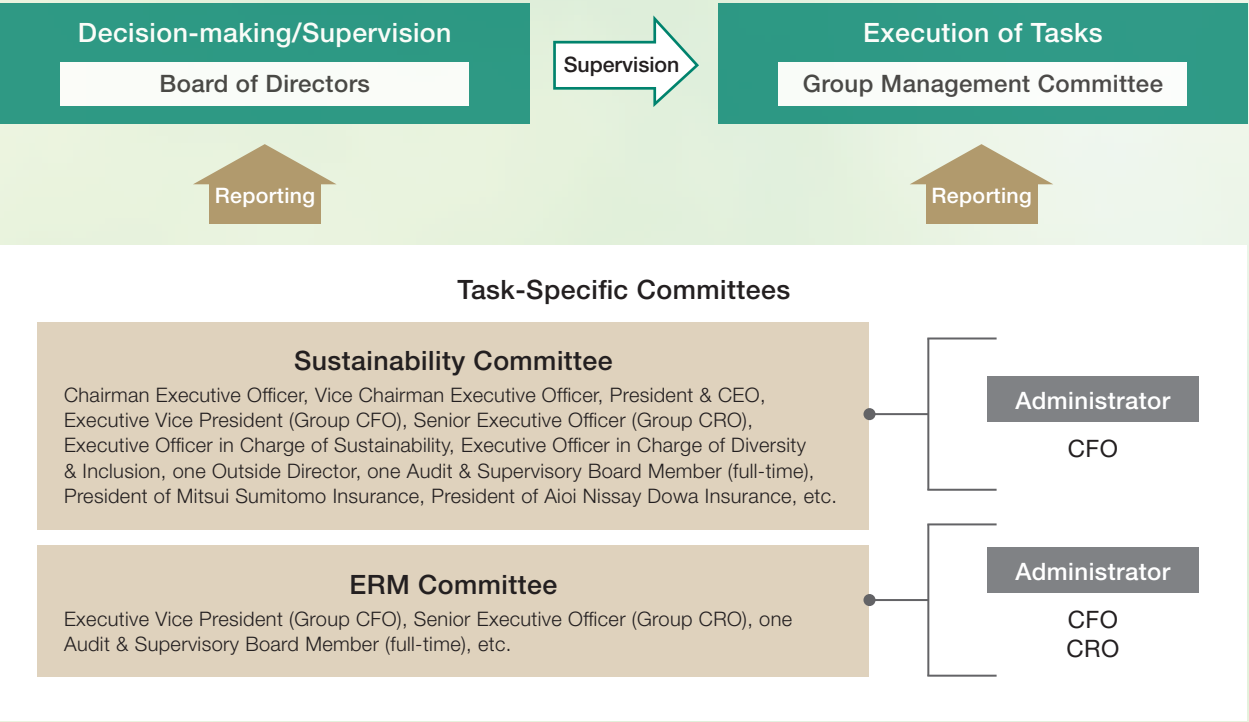 Decision-making/Supervision
Board of Directors
Supervision
Execution of Tasks
Group Management Committee
Reporting
Reporting
Task-Specific Committees
Sustainability Committee
Chairman Executive Officer, Vice Chairman Executive Officer, President & CEO,
Executive Vice President (Group CFO), Senior Executive Officer (Group CRO),
Executive Officer in Charge of Sustainability, Executive Officer in Charge of Diversity
& Inclusion, one Outside Director, one Audit & Supervisory Board Member (full-time),
President of Mitsui Sumitomo Insurance, President of Aioi Nissay Dowa Insurance, etc.
Administrator
CFO
ERM Committee
Executive Vice President (Group CFO), Senior Executive Officer (Group CRO), one
Audit & Supervisory Board Member (full-time), etc.
Administrator
CFO
CRO